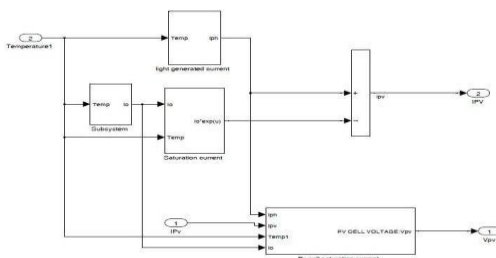 2
Temperature1
Temp Iph
light generated current
Temp Io
Subsystem
Io
Io*exp(u)
Temp
Saturation current
+
-
Ipv
2
IPV
1
IPv
Iph
Ipv
Temp1
Io
PV CELL VOLTAGE:Vpv
1
Vpv